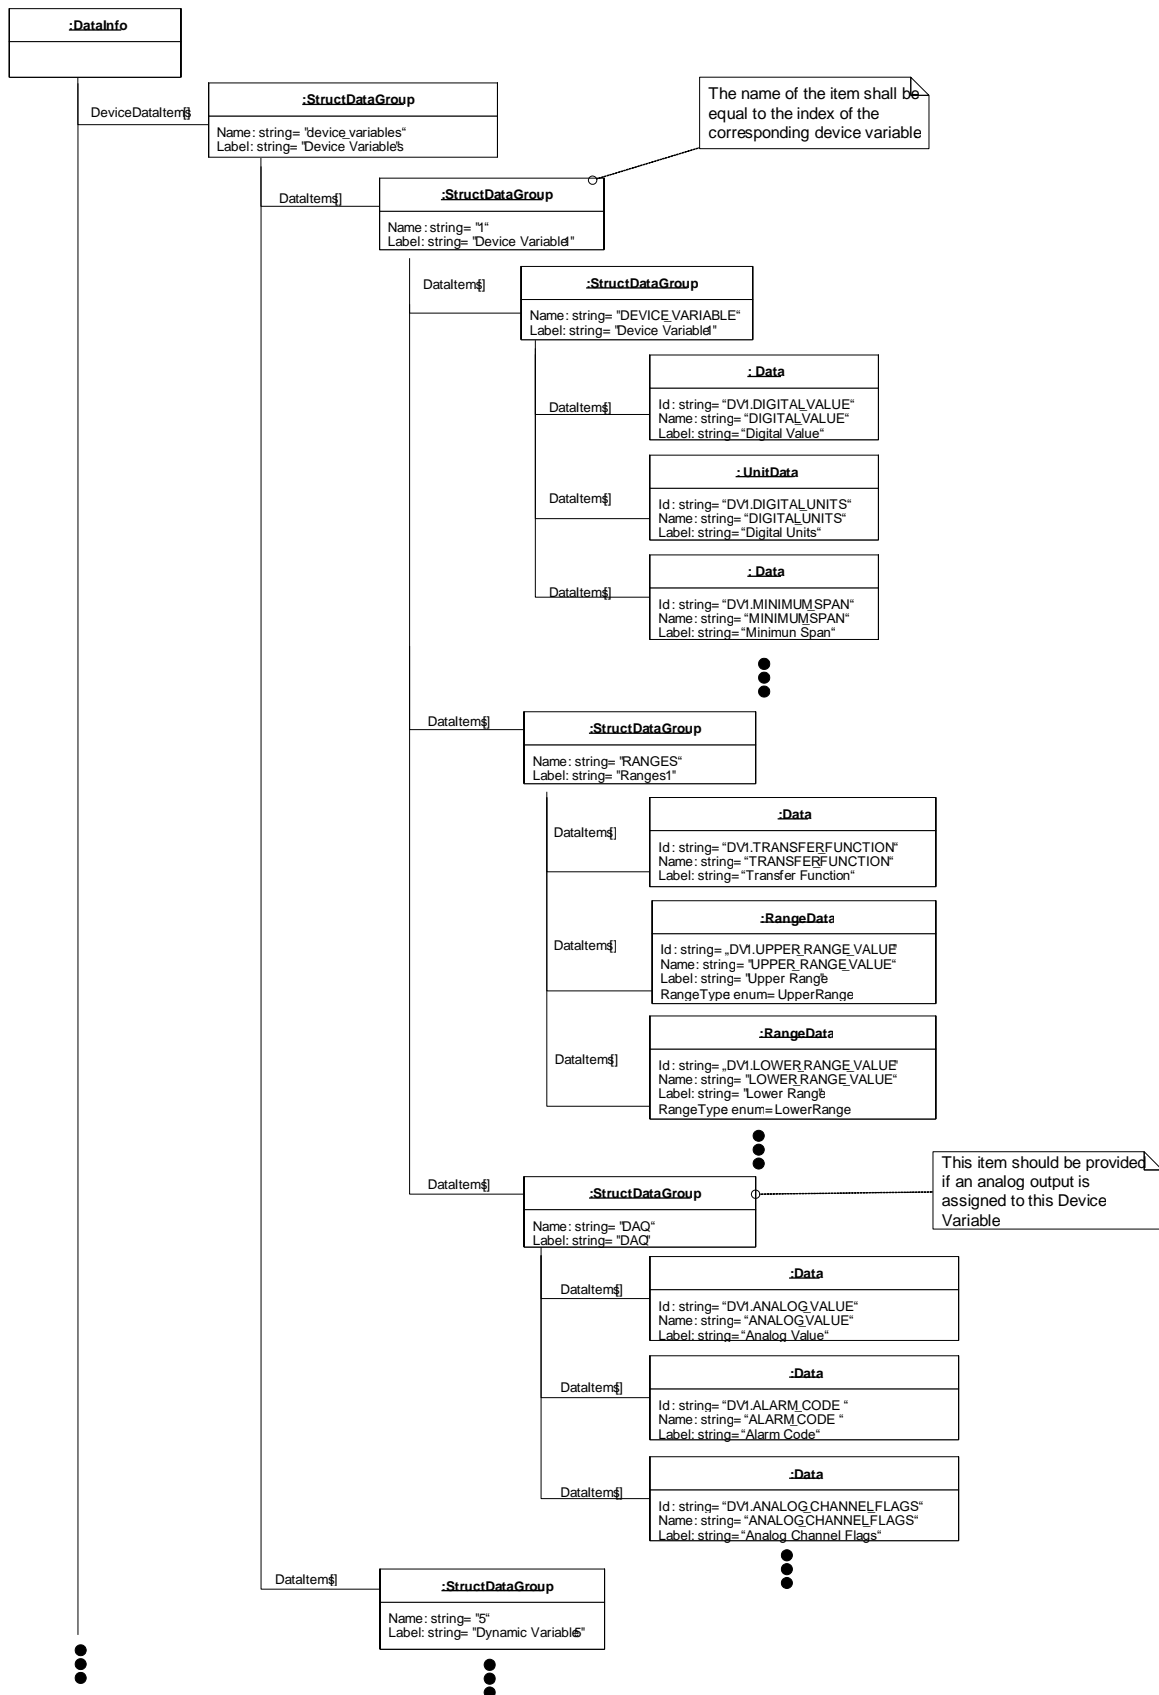 :DataInfo
DeviceDataItems[]
:StructDataGroup
Name: string= "device_variables“
Label: string= "Device Variables"
The name of the item shall be
equal to the index of the
corresponding device variable
DataItems[]
:StructDataGroup
Name: string= "1“
Label: string= "Device Variable1"
DataItems[]
:StructDataGroup
Name: string= "DEVICE_VARIABLE“
Label: string= "Device Variable1"
DataItems[]
: Data
Id: string= “DV1.DIGITAL_VALUE“
Name: string= “DIGITAL_VALUE“
Label: string= “Digital Value“
DataItems[]
:UnitData
Id: string= “DV1.DIGITAL_UNITS“
Name: string= “DIGITAL_UNITS“
Label: string= “Digital Units“
DataItems[]
: Data
Id: string= “DV1.MINIMUM_SPAN“
Name: string= “MINIMUM_SPAN“
Label: string= “Minimun Span“
DataItems[]
:StructDataGroup
Name: string= "RANGES“
Label: string= "Ranges1"
DataItems[]
:Data
Id: string= “DV1.TRANSFER_FUNCTION“
Name: string= “TRANSFER_FUNCTION“
Label: string= “Transfer Function“
DataItems[]
:RangeData
Id: string= „DV1.UPPER_RANGE_VALUE"
Name: string= "UPPER_RANGE_VALUE“
Label: string= "Upper Range"
RangeType enum= UpperRange
DataItems[]
:RangeData
Id: string= „DV1.LOWER_RANGE_VALUE"
Name: string= "LOWER_RANGE_VALUE“
Label: string= "Lower Range"
RangeType enum= LowerRange
This item should be provided
if an analog output is
assigned to this Device
Variable
DataItems[]
:StructDataGroup
Name: string= "DAQ“
Label: string= "DAQ"
DataItems[]
:Data
Id: string= “DV1.ANALOG_VALUE“
Name: string= “ANALOG_VALUE“
Label: string= “Analog Value“
DataItems[]
:Data
Id: string= “DV1.ALARM_CODE “
Name: string= “ALARM_CODE “
Label: string= “Alarm Code“
DataItems[]
:Data
Id: string= “DV1.ANALOG_CHANNEL_FLAGS“
Name: string= “ANALOG_CHANNEL_FLAGS“
Label: string= “Analog Channel Flags“
DataItems[]
:StructDataGroup
Name: string= "5“
Label: string= "Dynamic Variable5"